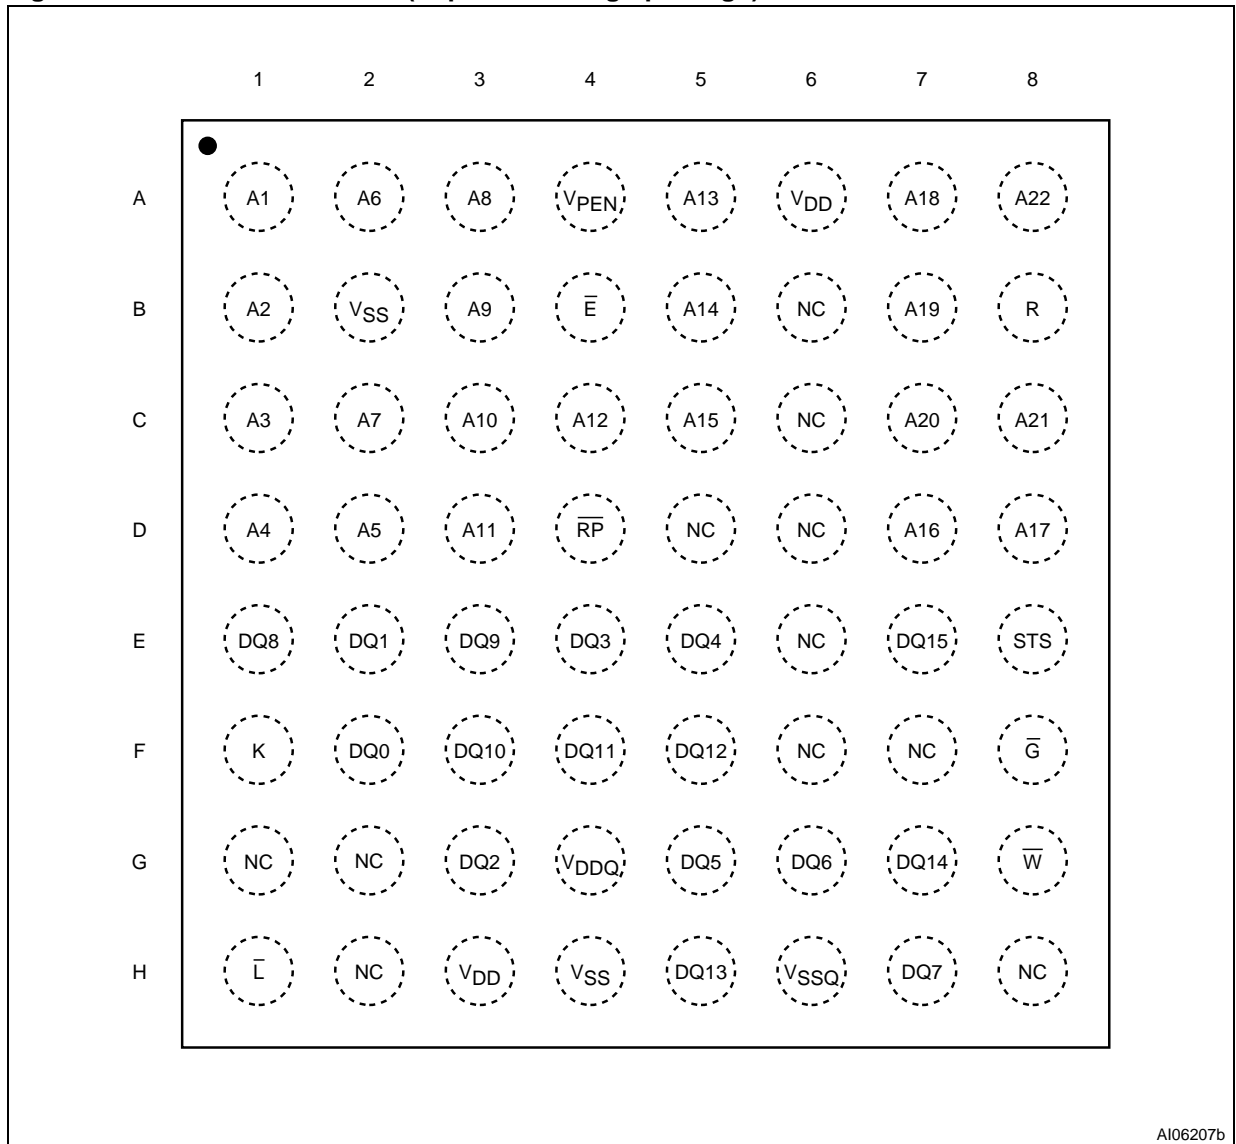 1 2 3 4 5 6 7 8
A A1 A6 A8 VPEN A13 VDD A18 A22
B A2 VSS A9 E̅ A14 NC A19 R
C A3 A7 A10 A12 A15 NC A20 A21
D A4 A5 A11 R̅P̅ NC NC A16 A17
E DQ8 DQ1 DQ9 DQ3 DQ4 NC DQ15 STS
F K DQ0 DQ10 DQ11 DQ12 NC NC G̅
G NC NC DQ2 VDDQ DQ5 DQ6 DQ14 W̅
H L̅ NC VDD VSS DQ13 VSSQ DQ7 NC
AI06207b